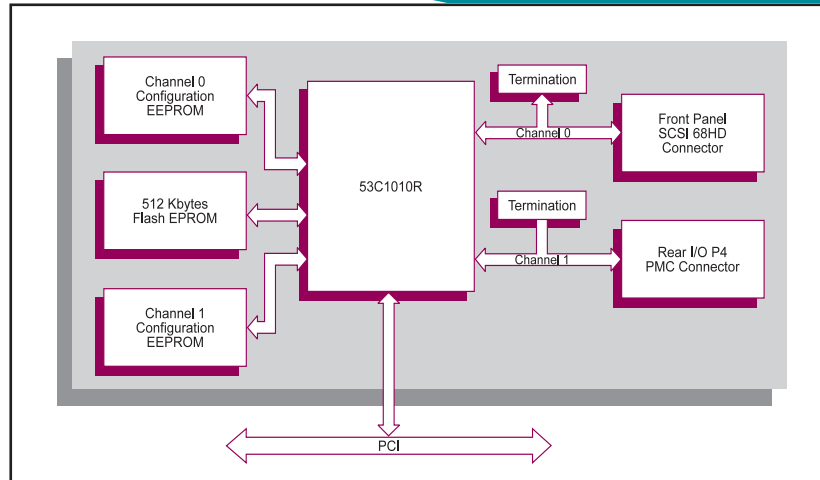 Channel 0
Configuration
EEPROM
512 Kbytes
Flash EPROM
Channel 1
Configuration
EEPROM
53C1010R
Termination
Channel 0
Front Panel
SCSI 68HD
Connector
Termination
Channel 1
Rear I/O P4
PMC Connector
PCI